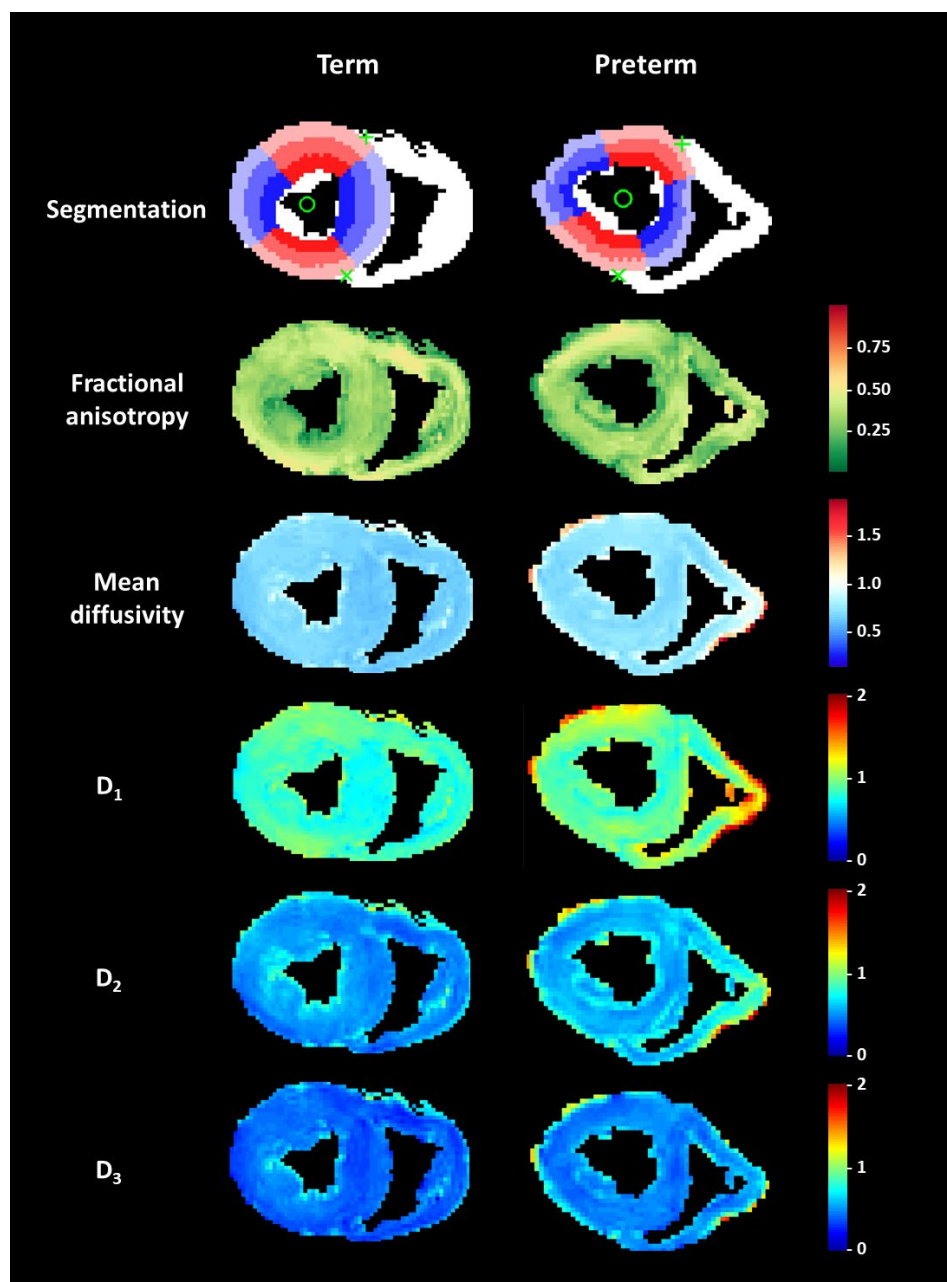 Term Preterm
Segmentation
Fractional
anisotropy
- 0.75
- 0.50
- 0.25
Mean
diffusivity
- 1.5
- 1.0
- 0.5
D₁
- 2
- 1
- 0
D₂
- 2
- 1
- 0
D₃
- 2
- 1
- 0